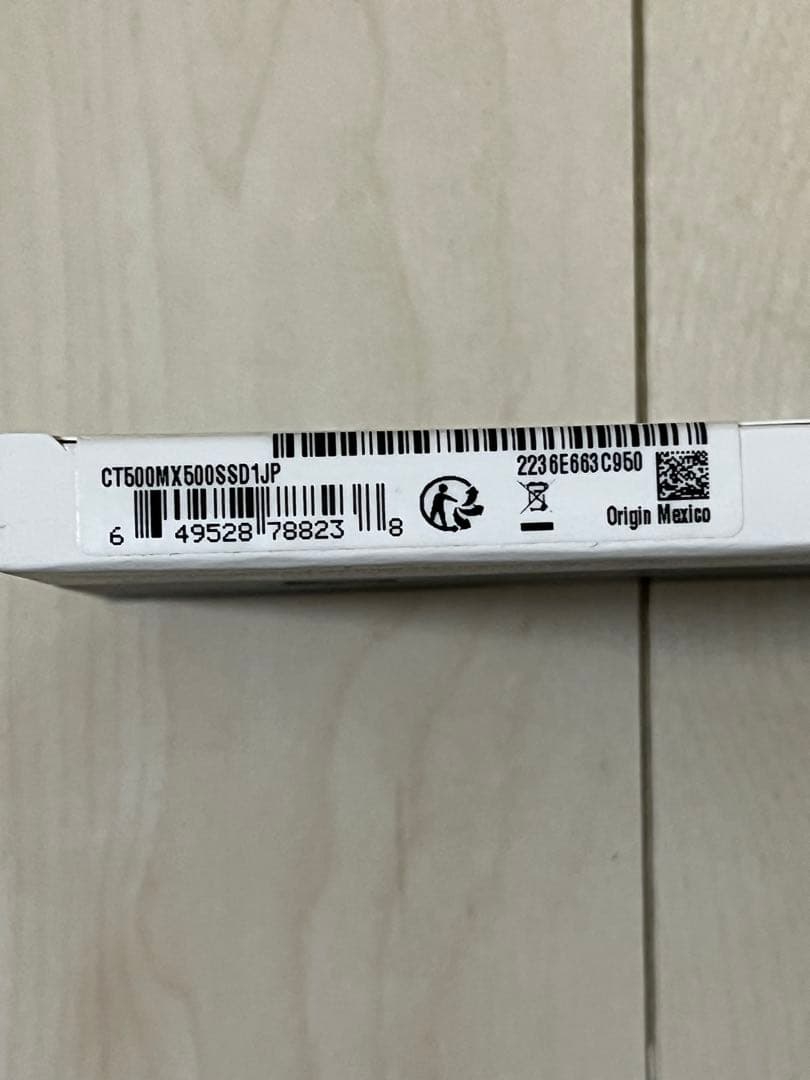 CT500MX500SSD1JP
2236E663C950
6 49528 78823 8
Origin Mexico